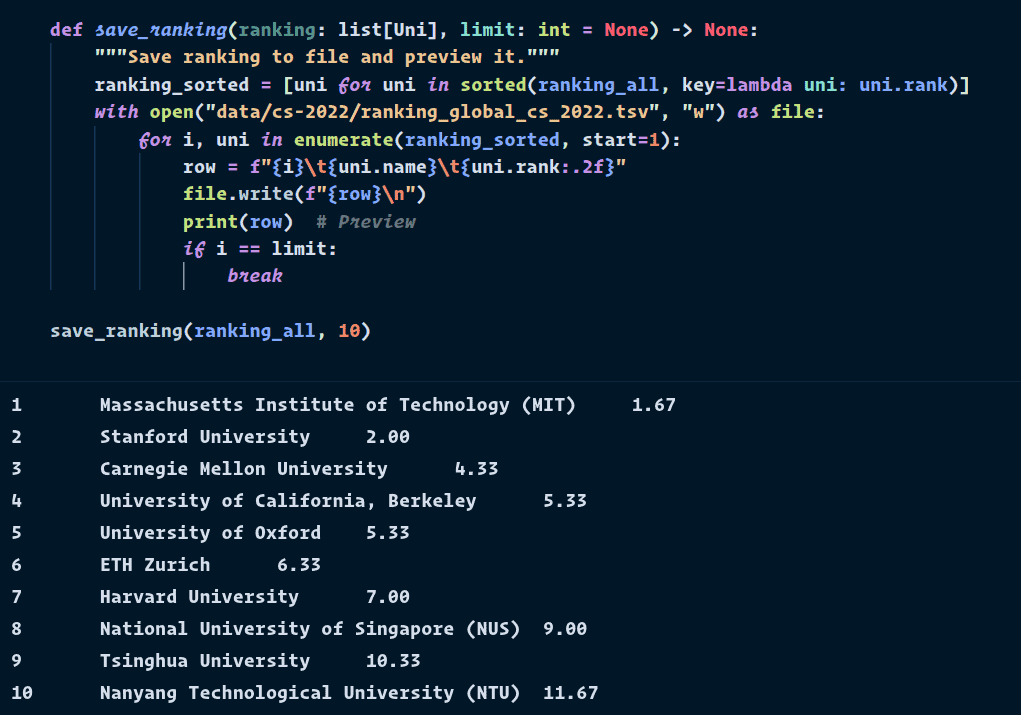 def save_ranking(ranking: list[Uni], limit: int = None) -> None:
    """Save ranking to file and preview it."""
    ranking_sorted = [uni for uni in sorted(ranking_all, key=lambda uni: uni.rank)]
    with open("data/cs-2022/ranking_global_cs_2022.tsv", "w") as file:
        for i, uni in enumerate(ranking_sorted, start=1):
            row = f"{i}\t{uni.name}\t{uni.rank:.2f}"
            file.write(f"{row}\n")
            print(row)  # Preview
            if i == limit:
                break
save_ranking(ranking_all, 10)
1	Massachusetts Institute of Technology (MIT)	1.67
2	Stanford University	2.00
3	Carnegie Mellon University	4.33
4	University of California, Berkeley	5.33
5	University of Oxford	5.33
6	ETH Zurich	6.33
7	Harvard University	7.00
8	National University of Singapore (NUS)	9.00
9	Tsinghua University	10.33
10	Nanyang Technological University (NTU)	11.67